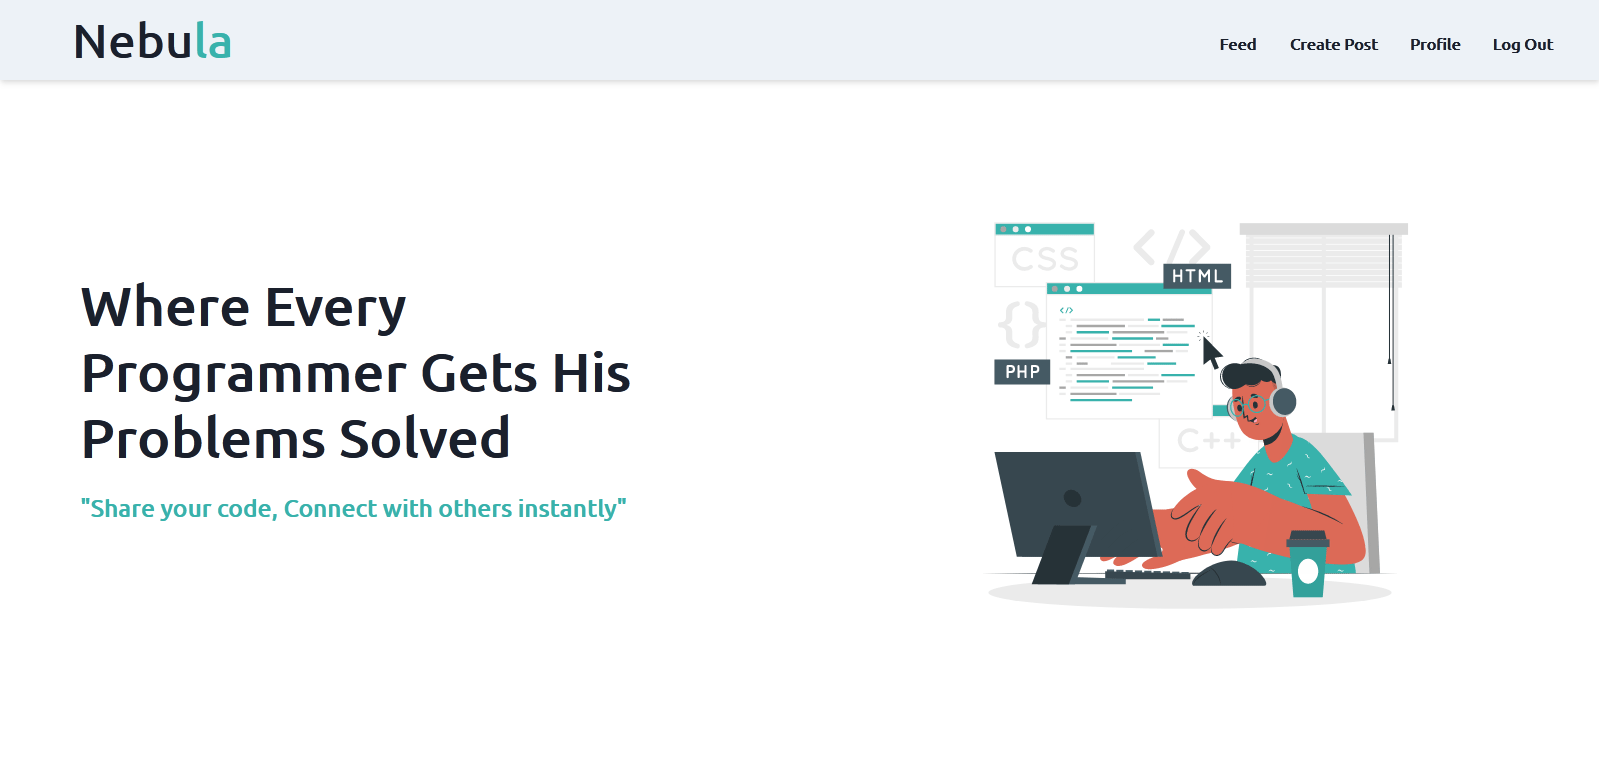 Nebula
Feed Create Post Profile Log Out
Where Every
Programmer Gets His
Problems Solved
"Share your code, Connect with others instantly"
CSS
</>
HTML
{}
</>
PHP
C++